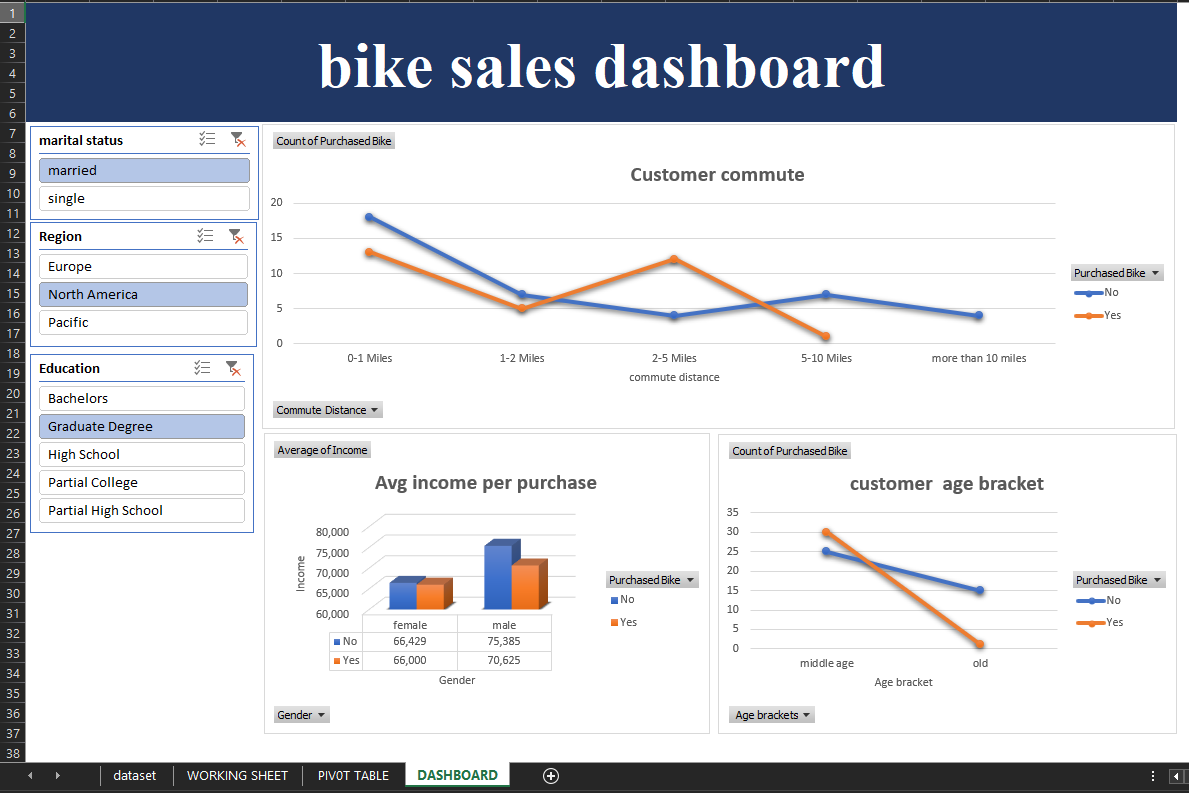 bike sales dashboard
marital status
married
single
Region
Europe
North America
Pacific
Education
Bachelors
Graduate Degree
High School
Partial College
Partial High School
Count of Purchased Bike
Customer commute
20
15
10
5
0
0-1 Miles 1-2 Miles 2-5 Miles 5-10 Miles more than 10 miles
commute distance
Purchased Bike
No
Yes
Commute Distance
Average of Income
Avg income per purchase
Income
80,000
75,000
70,000
65,000
60,000
female male
No 66,429 75,385
Yes 66,000 70,625
Gender
Purchased Bike
No
Yes
Gender
Count of Purchased Bike
customer  age bracket
35
30
25
20
15
10
5
0
middle age old
Age bracket
Purchased Bike
No
Yes
Age brackets
1
2
3
4
5
6
7
8
9
10
11
12
13
14
15
16
17
18
19
20
21
22
23
24
25
26
27
28
29
30
31
32
33
34
35
36
37
38
dataset WORKING SHEET PIV0T TABLE DASHBOARD